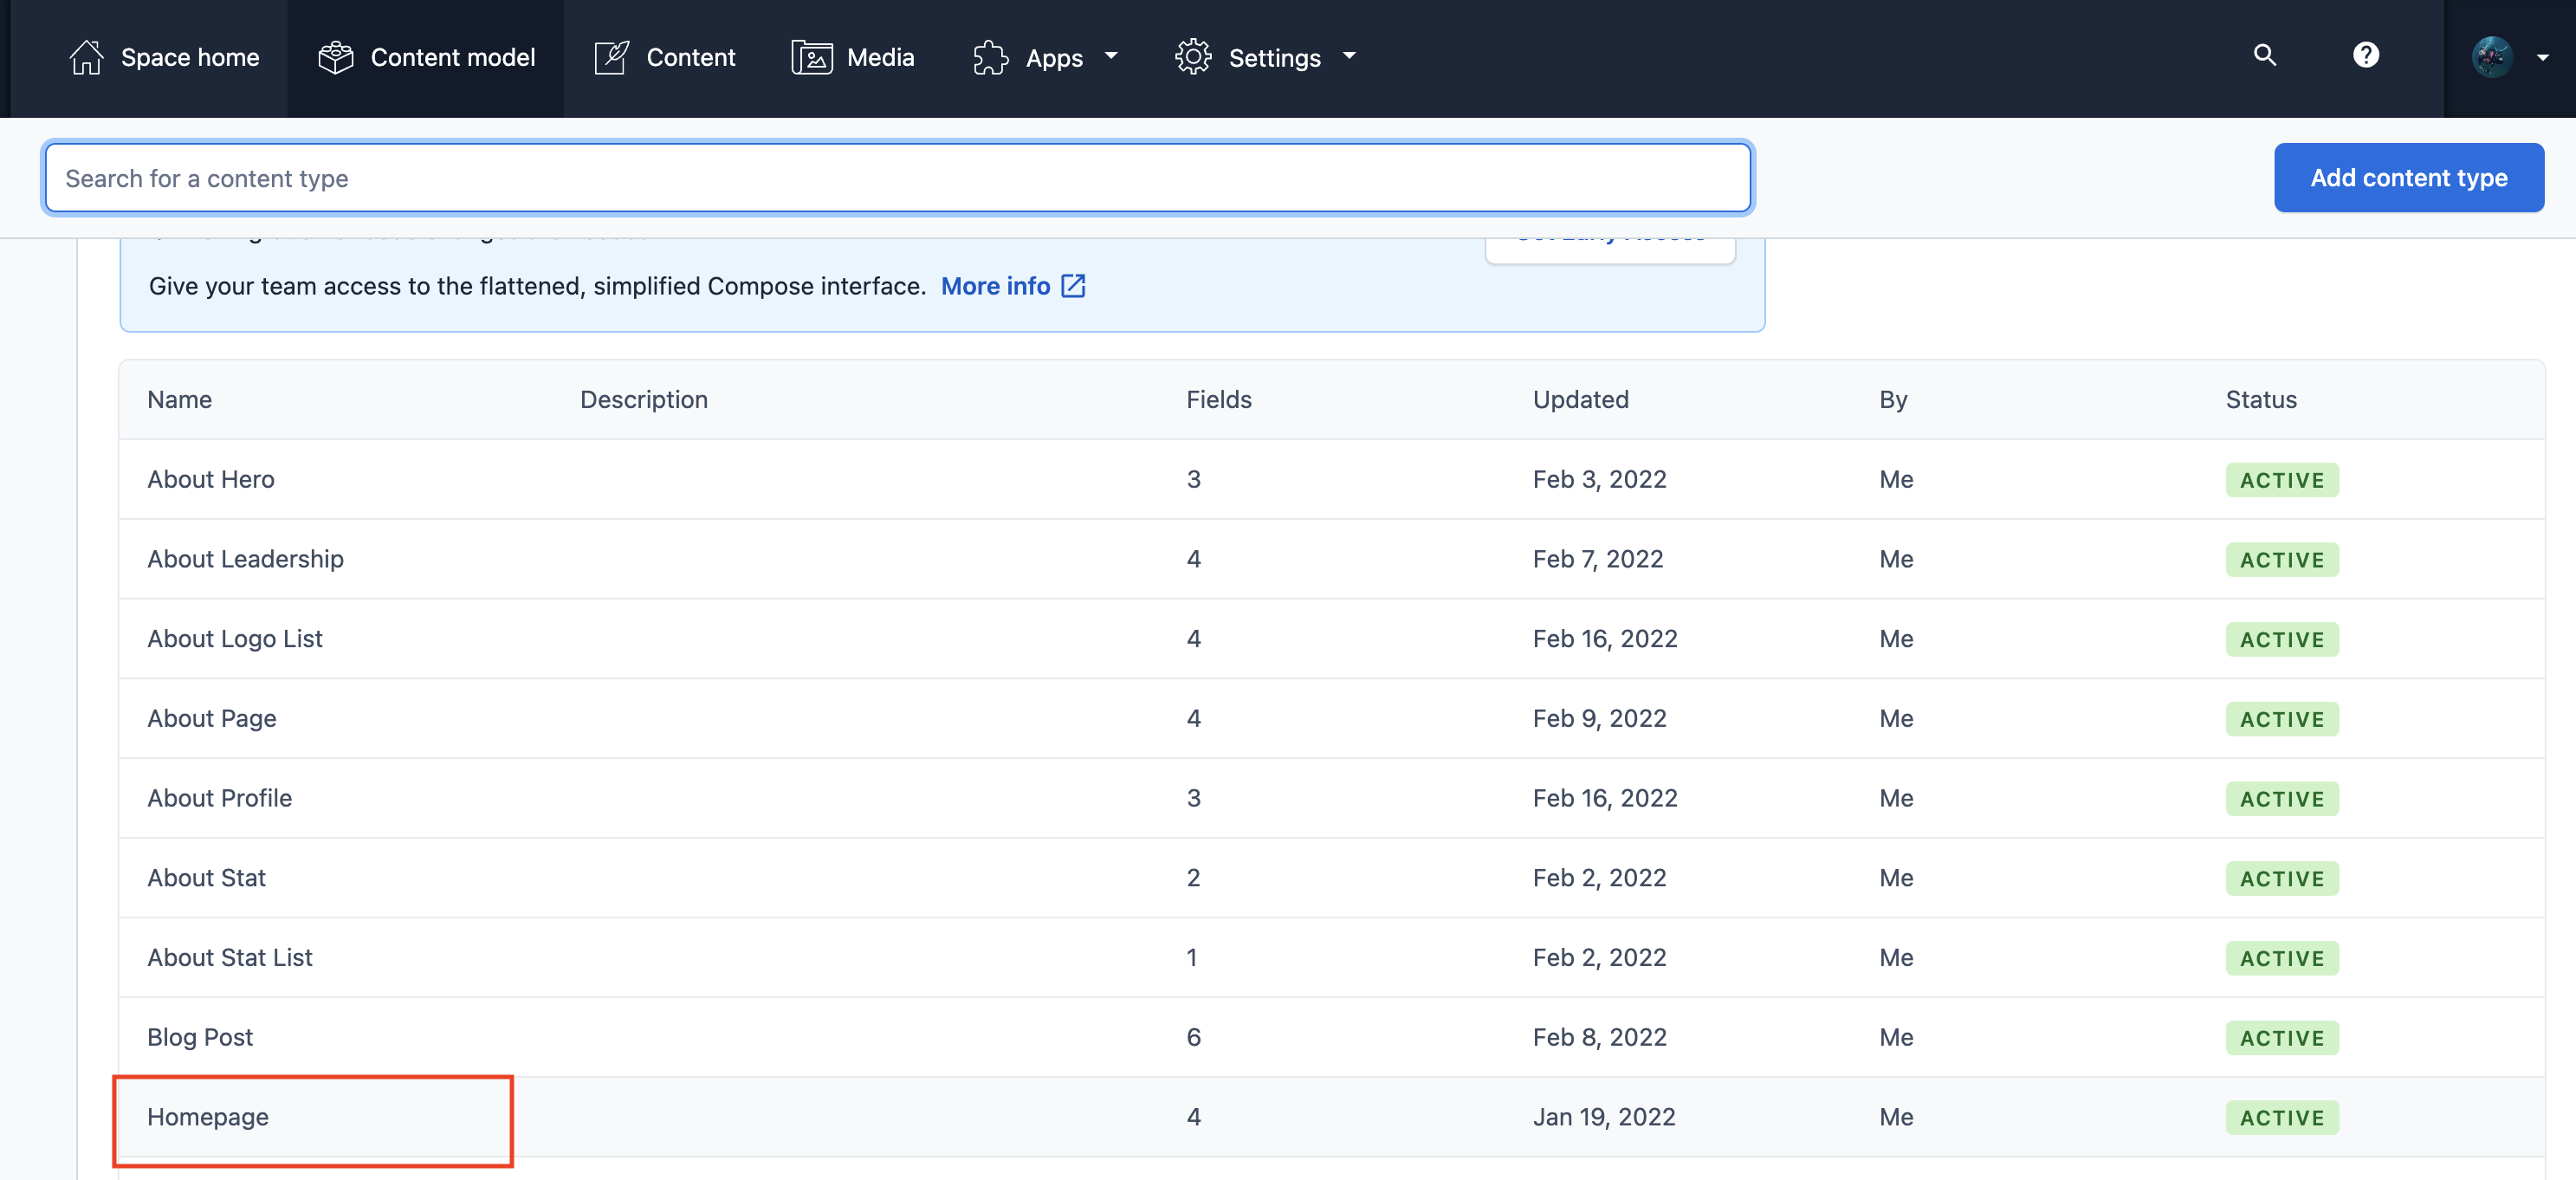 Space home Content model Content Media Apps Settings
Search for a content type Add content type
Give your team access to the flattened, simplified Compose interface. More info
Name Description Fields Updated By Status
About Hero 3 Feb 3, 2022 Me ACTIVE
About Leadership 4 Feb 7, 2022 Me ACTIVE
About Logo List 4 Feb 16, 2022 Me ACTIVE
About Page 4 Feb 9, 2022 Me ACTIVE
About Profile 3 Feb 16, 2022 Me ACTIVE
About Stat 2 Feb 2, 2022 Me ACTIVE
About Stat List 1 Feb 2, 2022 Me ACTIVE
Blog Post 6 Feb 8, 2022 Me ACTIVE
Homepage 4 Jan 19, 2022 Me ACTIVE